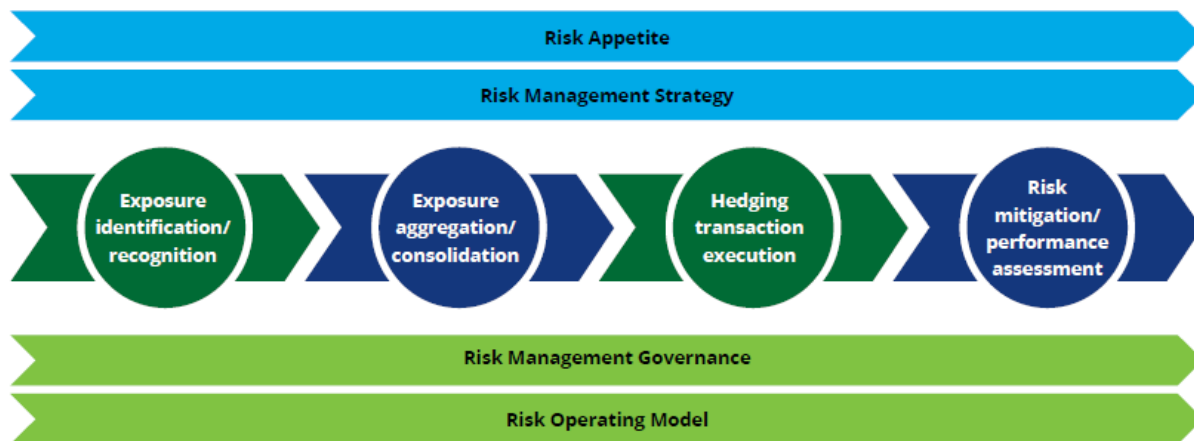 Risk Appetite
Risk Management Strategy
Exposure
identification/
recognition
Exposure
aggregation/
consolidation
Hedging
transaction
execution
Risk
mitigation/
performance
assessment
Risk Management Governance
Risk Operating Model